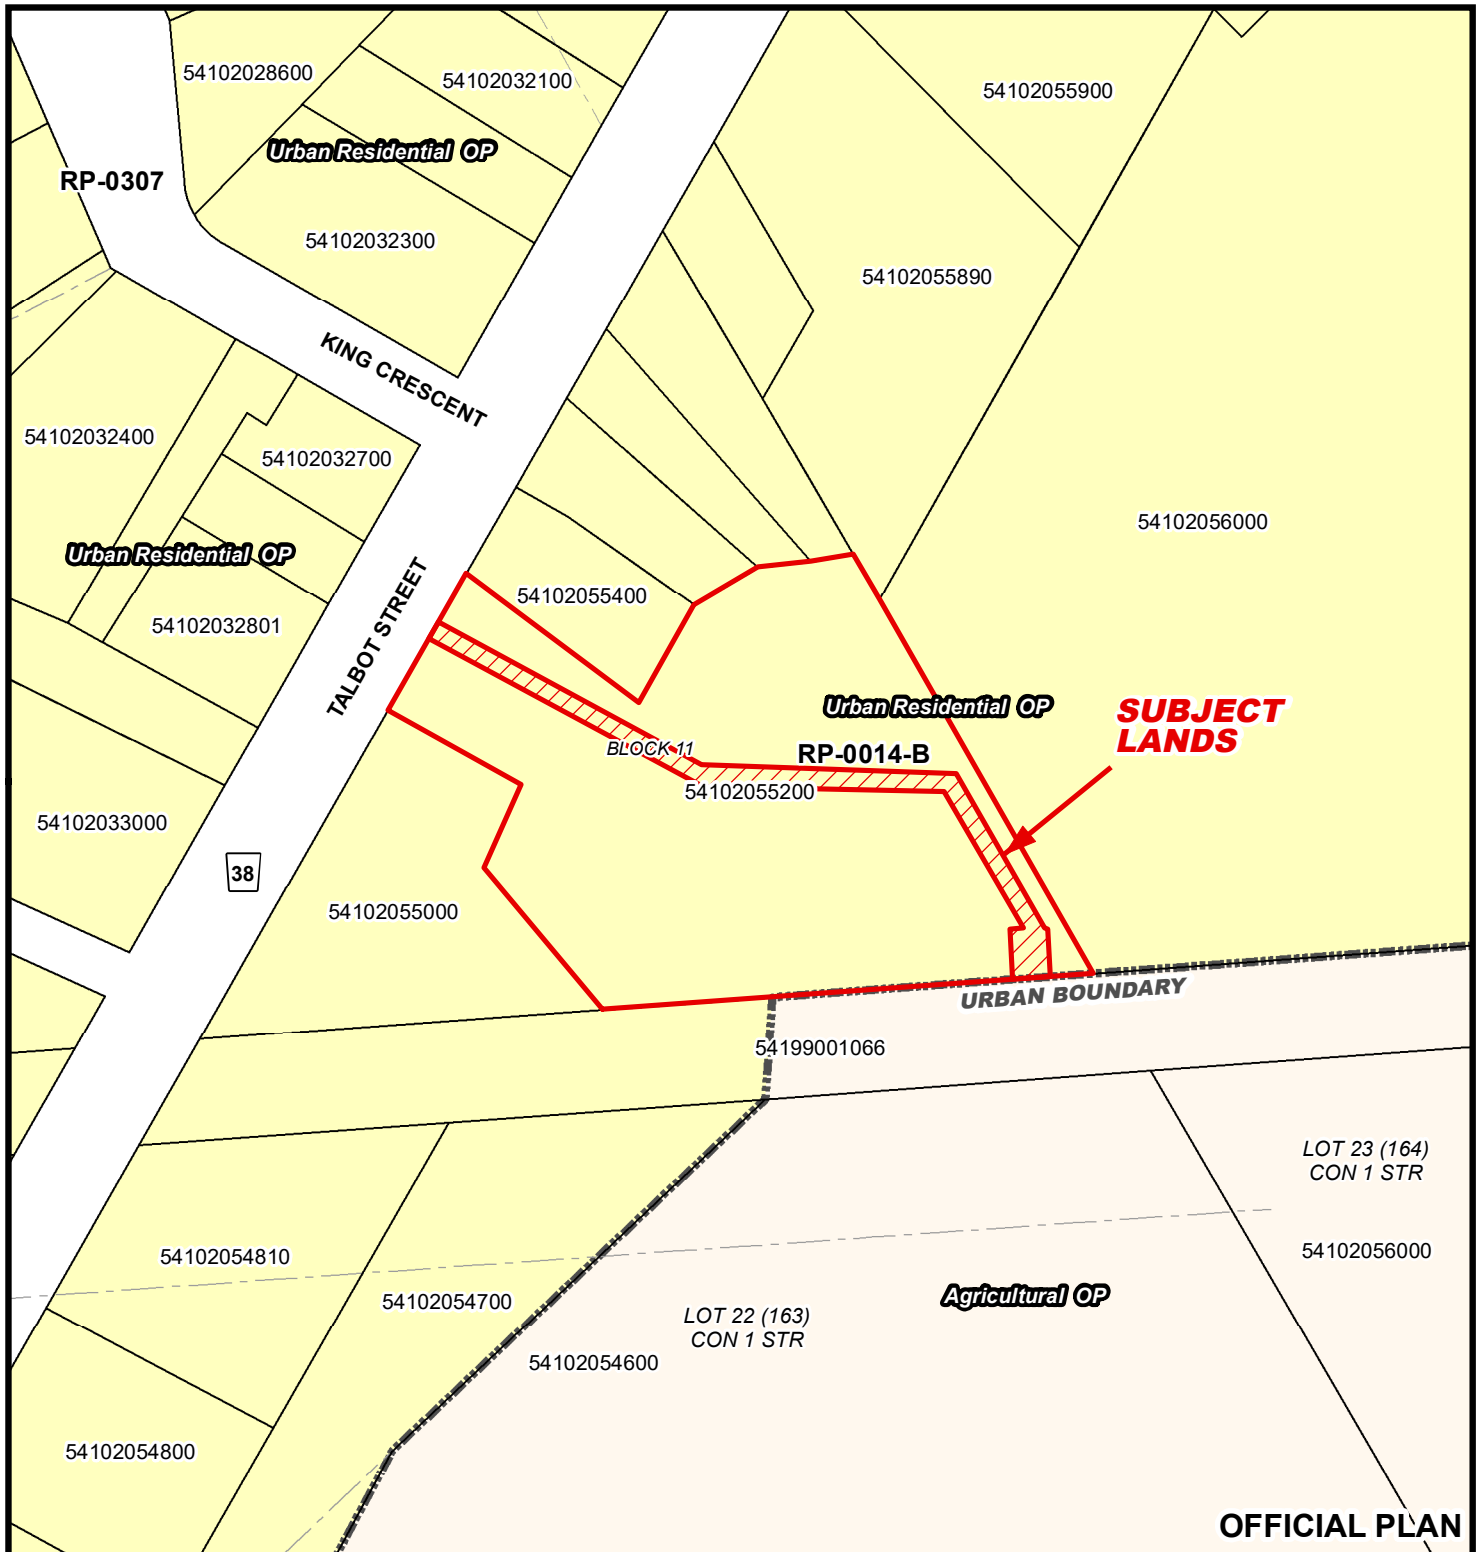 54102028600
54102032100
54102055900
Urban Residential OP
RP-0307
54102032300
54102055890
KING CRESCENT
54102032400
54102032700
54102056000
Urban Residential OP
54102055400
54102032801
TALBOT STREET
Urban Residential OP
SUBJECT
LANDS
BLOCK 11
RP-0014-B
54102055200
54102033000
38
54102055000
URBAN BOUNDARY
54199001066
LOT 23 (164)
CON 1 STR
54102054810
54102056000
54102054700
Agricultural OP
LOT 22 (163)
CON 1 STR
54102054600
54102054800
OFFICIAL PLAN